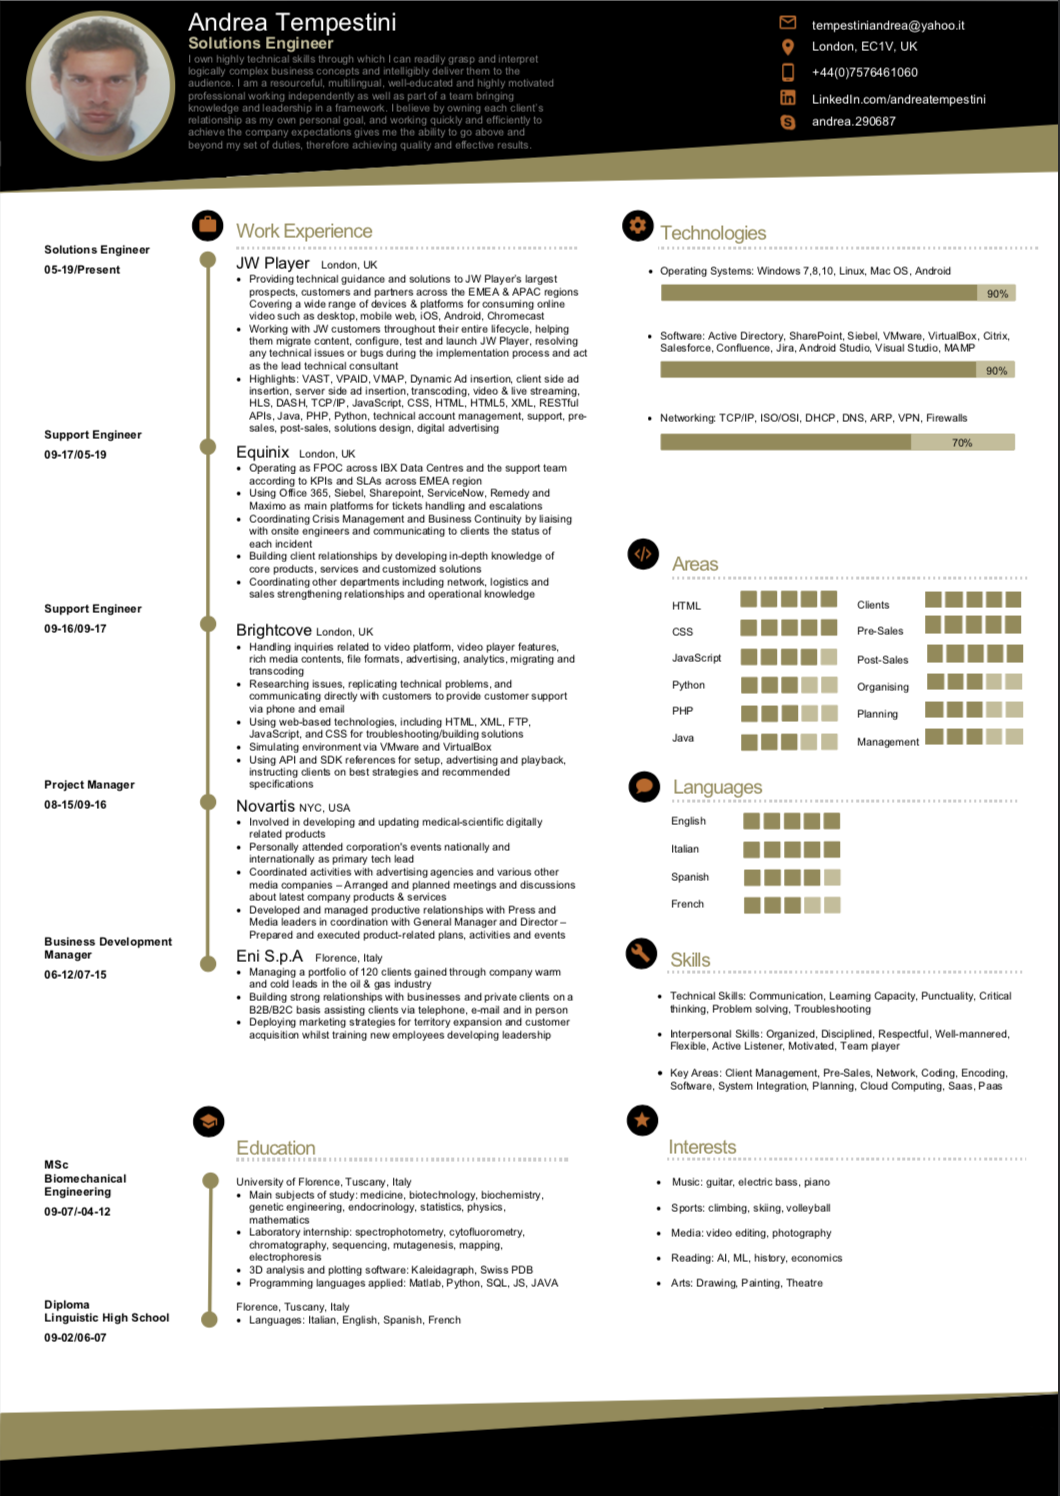 Andrea Tempestini
Solutions Engineer
I own highly technical skills through which I can readily grasp and interpret
logically complex business concepts and intelligibly deliver them to the
audience. I am a resourceful, multilingual, well-educated and highly motivated
professional working independently as well as part of a team bringing
knowledge and leadership in a framework. I believe by owning each client's
relationship as my own personal goal, and working quickly and efficiently to
achieve the company expectations gives me the ability to go above and
beyond my set of duties, therefore achieving quality and effective results.
tempestiniandrea@yahoo.it
London, EC1V, UK
+44(0)7576461060
LinkedIn.com/andreatempestini
andrea.290687
Work Experience
Solutions Engineer
05-19/Present
JW Player London, UK
• Providing technical guidance and solutions to JW Player's largest
prospects, customers and partners across the EMEA & APAC regions
Covering a wide range of devices & platforms for consuming online
video such as desktop, mobile web, iOS, Android, Chromecast
• Working with JW customers throughout their entire lifecycle, helping
them migrate content, configure, test and launch JW Player, resolving
any technical issues or bugs during the implementation process and act
as the lead technical consultant
• Highlights: VAST, VPAID, VMAP, Dynamic Ad insertion, client side ad
insertion, server side ad insertion, transcoding, video & live streaming,
HLS, DASH, TCP/IP, JavaScript, CSS, HTML, HTML5, XML, RESTful
APIs, Java, PHP, Python, technical account management, support, pre-
sales, post-sales, solutions design, digital advertising
Support Engineer
09-17/05-19
Equinix London, UK
• Operating as FPOC across IBX Data Centres and the support team
according to KPIs and SLAs across EMEA region
• Using Office 365, Siebel, Sharepoint, ServiceNow, Remedy and
Maximo as main platforms for tickets handling and escalations
• Coordinating Crisis Management and Business Continuity by liaising
with onsite engineers and communicating to clients the status of
each incident
• Building client relationships by developing in-depth knowledge of
core products, services and customized solutions
• Coordinating other departments including network, logistics and
sales strengthening relationships and operational knowledge
Support Engineer
09-16/09-17
Brightcove London, UK
• Handling inquiries related to video platform, video player features,
rich media contents, file formats, advertising, analytics, migrating and
transcoding
• Researching issues, replicating technical problems, and
communicating directly with customers to provide customer support
via phone and email
• Using web-based technologies, including HTML, XML, FTP,
JavaScript, and CSS for troubleshooting/building solutions
• Simulating environment via VMware and VirtualBox
• Using API and SDK references for setup, advertising and playback,
instructing clients on best strategies and recommended
specifications
Project Manager
08-15/09-16
Novartis NYC, USA
• Involved in developing and updating medical-scientific digitally
related products
• Personally attended corporation's events nationally and
internationally as primary tech lead
• Coordinated activities with advertising agencies and various other
media companies – Arranged and planned meetings and discussions
about latest company products & services
• Developed and managed productive relationships with Press and
Media leaders in coordination with General Manager and Director –
Prepared and executed product-related plans, activities and events
Business Development
Manager
06-12/07-15
Eni S.p.A Florence, Italy
• Managing a portfolio of 120 clients gained through company warm
and cold leads in the oil & gas industry
• Building strong relationships with businesses and private clients on a
B2B/B2C basis assisting clients via telephone, e-mail and in person
• Deploying marketing strategies for territory expansion and customer
acquisition whilst training new employees developing leadership
Education
MSc
Biomechanical
Engineering
09-07/-04-12
University of Florence, Tuscany, Italy
• Main subjects of study: medicine, biotechnology, biochemistry,
genetic engineering, endocrinology, statistics, physics,
mathematics
• Laboratory internship: spectrophotometry, cytofluorometry,
chromatography, sequencing, mutagenesis, mapping,
electrophoresis
• 3D analysis and plotting software: Kaleidagraph, Swiss PDB
• Programming languages applied: Matlab, Python, SQL, JS, JAVA
Diploma
Linguistic High School
09-02/06-07
Florence, Tuscany, Italy
• Languages: Italian, English, Spanish, French
Technologies
• Operating Systems: Windows 7,8,10, Linux, Mac OS, Android
90%
• Software: Active Directory, SharePoint, Siebel, VMware, VirtualBox, Citrix,
Salesforce, Confluence, Jira, Android Studio, Visual Studio, MAMP
90%
• Networking: TCP/IP, ISO/OSI, DHCP, DNS, ARP, VPN, Firewalls
70%
Areas
HTML
CSS
JavaScript
Python
PHP
Java
Clients
Pre-Sales
Post-Sales
Organising
Planning
Management
Languages
English
Italian
Spanish
French
Skills
• Technical Skills: Communication, Learning Capacity, Punctuality, Critical
thinking, Problem solving, Troubleshooting
• Interpersonal Skills: Organized, Disciplined, Respectful, Well-mannered,
Flexible, Active Listener, Motivated, Team player
• Key Areas: Client Management, Pre-Sales, Network, Coding, Encoding,
Software, System Integration, Planning, Cloud Computing, Saas, Paas
Interests
• Music: guitar, electric bass, piano
• Sports: climbing, skiing, volleyball
• Media: video editing, photography
• Reading: AI, ML, history, economics
• Arts: Drawing, Painting, Theatre